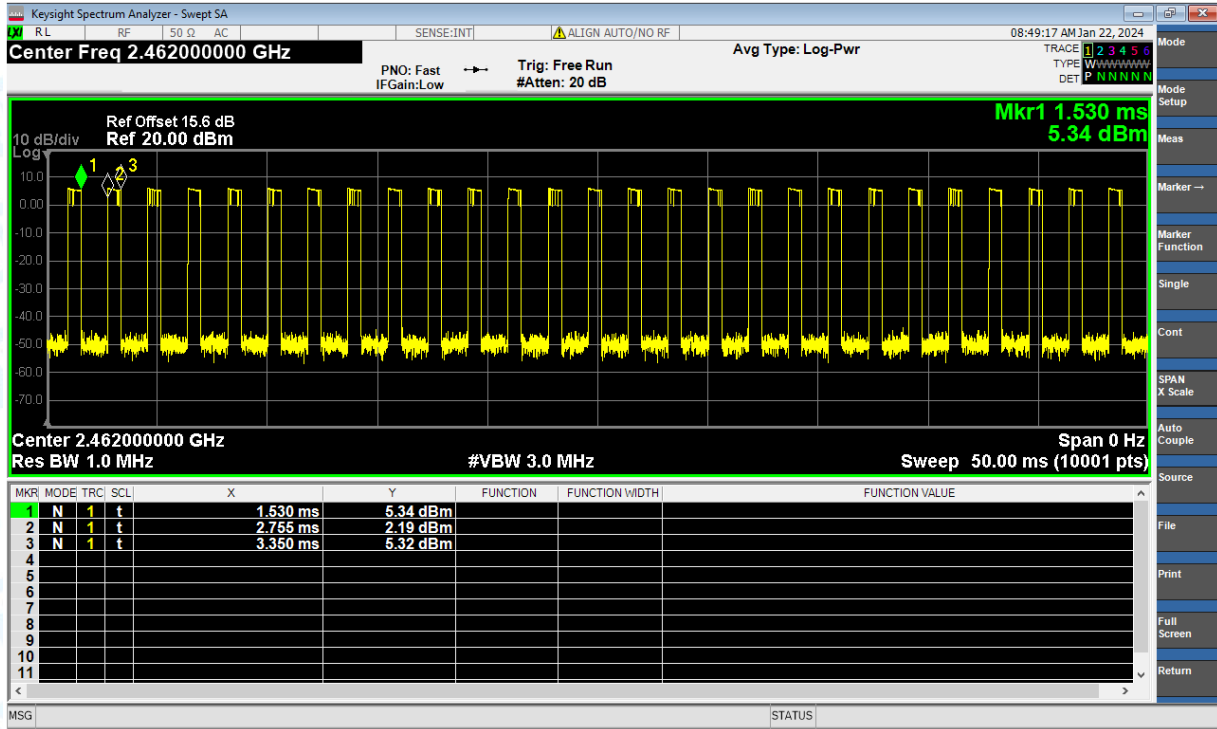 Keysight Spectrum Analyzer - Swept SA
LXI RL RF 50 Ω AC SENSE:INT ALIGN AUTO/NO RF 08:49:17 AM Jan 22, 2024
Center Freq 2.462000000 GHz
PNO: Fast
IFGain:Low
Trig: Free Run
#Atten: 20 dB
Avg Type: Log-Pwr
TRACE 1 2 3 4 5 6
TYPE WWWWWWW
DET P N N N N N
Mkr1 1.530 ms
5.34 dBm
Ref Offset 15.6 dB
10 dB/div Ref 20.00 dBm
Log
1 2 3
10.0
0.00
-10.0
-20.0
-30.0
-40.0
-50.0
-60.0
-70.0
Center 2.462000000 GHz Span 0 Hz
Res BW 1.0 MHz #VBW 3.0 MHz Sweep 50.00 ms (10001 pts)
MKR MODE TRC SCL X Y FUNCTION FUNCTION WIDTH FUNCTION VALUE
1 N 1 t 1.530 ms 5.34 dBm
2 N 1 t 2.755 ms 2.19 dBm
3 N 1 t 3.350 ms 5.32 dBm
4
5
6
7
8
9
10
11
MSG STATUS
Mode
Mode
Setup
Meas
Marker →
Marker
Function
Single
Cont
SPAN
X Scale
Auto
Couple
Source
File
Print
Full
Screen
Return